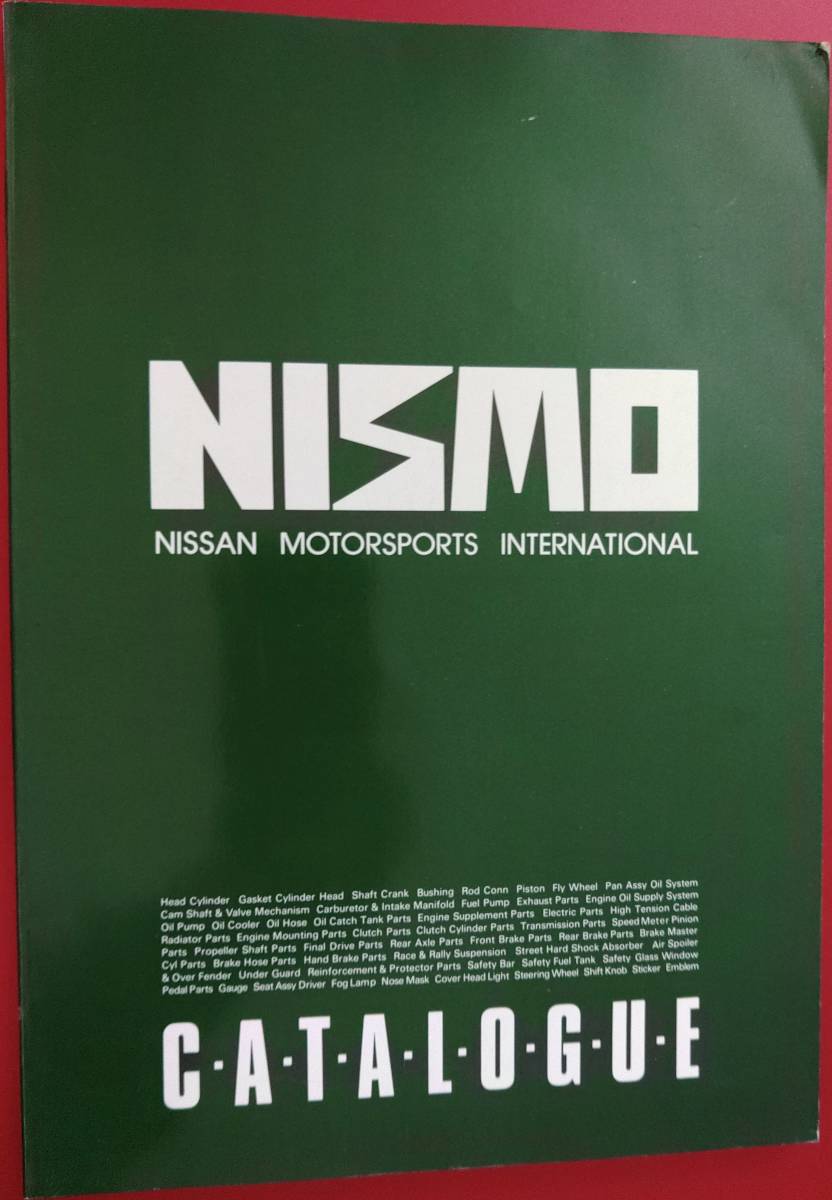 NISMO
NISSAN MOTORSPORTS INTERNATIONAL
Head Cylinder Gasket Cylinder Head Shaft Crank Bushing Rod Conn Piston Fly Wheel Pan Assy Oil System
Cam Shaft & Valve Mechanism Carburetor & Intake Manifold Fuel Pump Exhaust Parts Engine Oil Supply System
Oil Pump Oil Cooler Oil Hose Oil Catch Tank Parts Engine Supplement Parts Electric Parts High Tension Cable
Radiator Parts Engine Mounting Parts Clutch Parts Clutch Cylinder Parts Transmission Parts Speed Meter Pinion
Parts Propeller Shaft Parts Final Drive Parts Rear Axle Parts Front Brake Parts Rear Brake Parts Brake Master
Cyl Parts Brake Hose Parts Hand Brake Parts Race & Rally Suspension Street Hard Shock Absorber Air Spoiler
& Over Fender Under Guard Reinforcement & Protector Parts Safety Bar Safety Fuel Tank Safety Glass Window
Pedal Parts Gauge Seat Assy Driver Fog Lamp Nose Mask Cover Head Light Steering Wheel Shift Knob Sticker Emblem
C·A·T·A·L·O·G·U·E